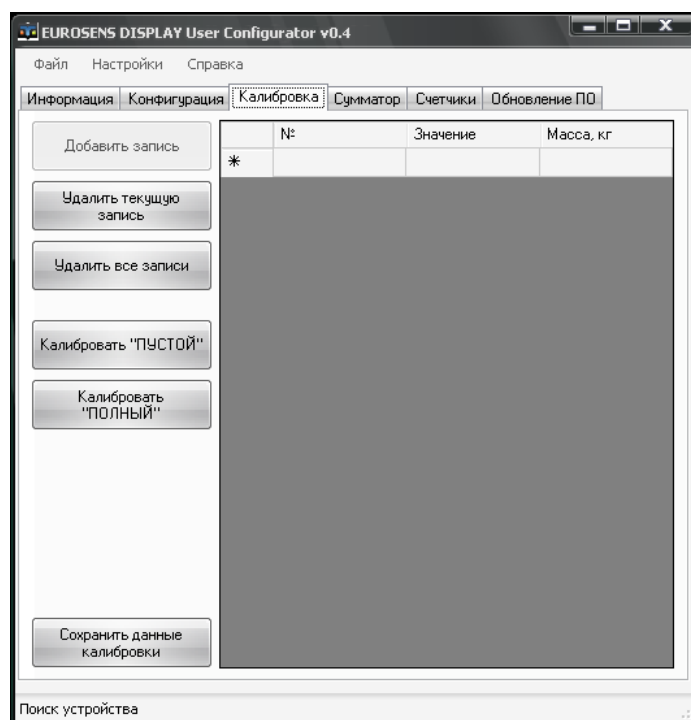 EUROSENS DISPLAY User Configurator v0.4
Файл Настройки Справка
Информация Конфигурация Калибровка Сумматор Счетчики Обновление ПО
Добавить запись
Удалить текущую
запись
Удалить все записи
Калибровать "ПУСТОЙ"
Калибровать
"ПОЛНЫЙ"
Сохранить данные
калибровки
№ Значение Масса, кг
*
Поиск устройства